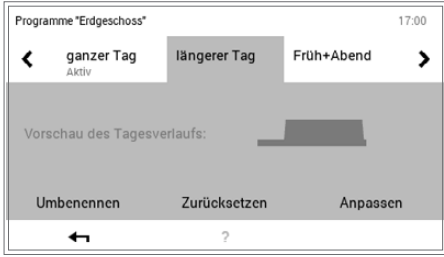 Programme "Erdgeschoss" 17:00
ganzer Tag längerer Tag Früh+Abend
Aktiv
Vorschau des Tagesverlaufs:
Umbenennen Zurücksetzen Anpassen
?